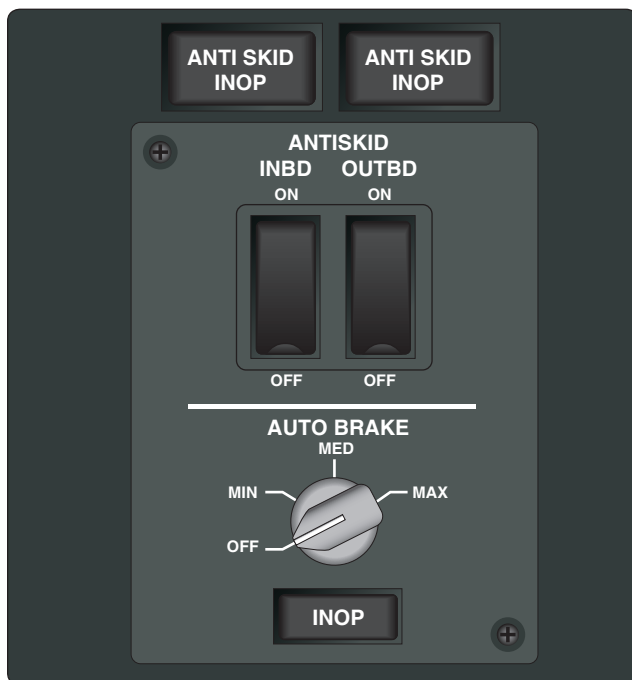 ANTI SKID
INOP
ANTI SKID
INOP
ANTISKID
INBD OUTBD
ON ON
OFF OFF
AUTO BRAKE
MED
MIN MAX
OFF
INOP